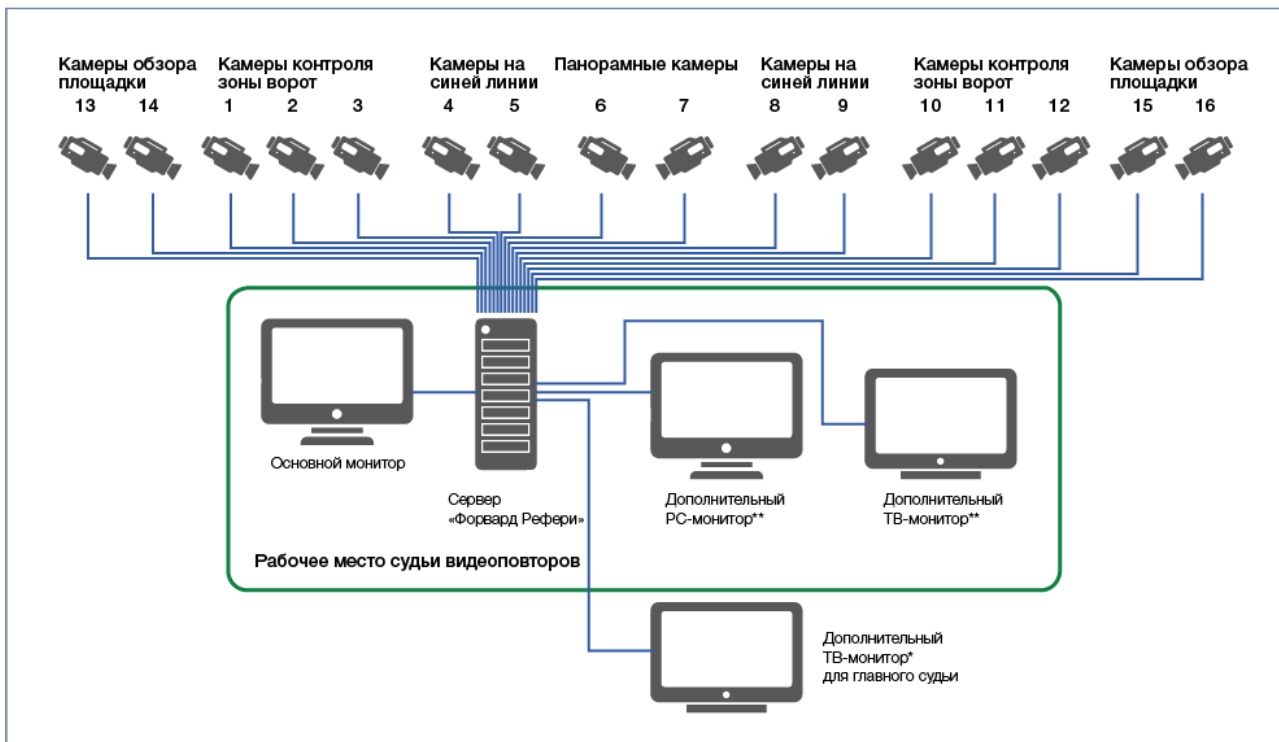 Камеры обзора
площадки
Камеры контроля
зоны ворот
Камеры на
синей линии
Панорамные камеры
Камеры на
синей линии
Камеры контроля
зоны ворот
Камеры обзора
площадки
13 14 1 2 3 4 5 6 7 8 9 10 11 12 15 16
Основной монитор
Сервер
«Форвард Рефери»
Дополнительный
РС-монитор**
Дополнительный
ТВ-монитор**
Рабочее место судьи видеоповторов
Дополнительный
ТВ-монитор*
для главного судьи